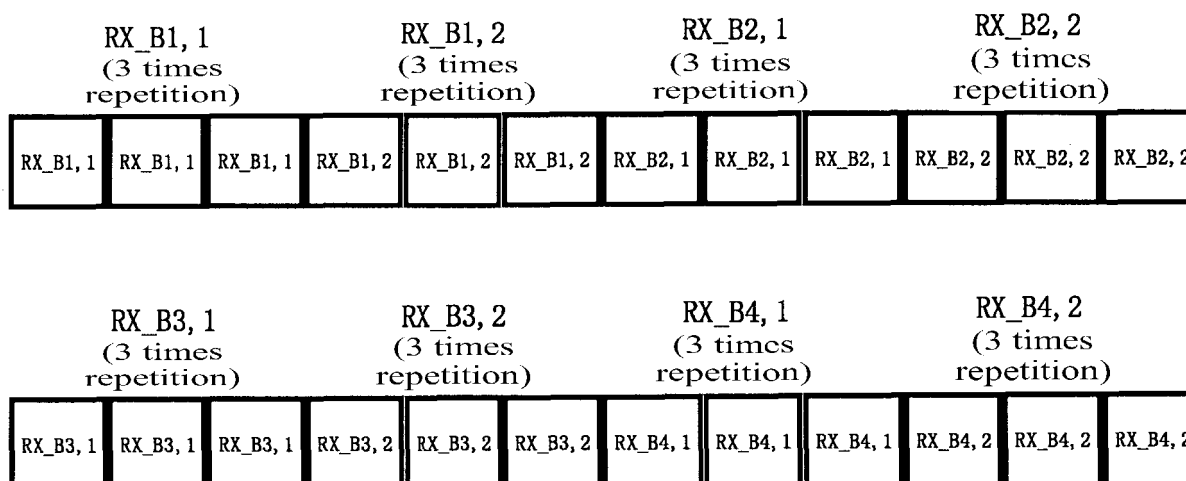 RX_B1, 1 RX_B1, 2 RX_B2, 1 RX_B2, 2
(3 times (3 times (3 times (3 times
repetition) repetition) repetition) repetition)
RX_B1, 1 RX_B1, 1 RX_B1, 1 RX_B1, 2 RX_B1, 2 RX_B1, 2 RX_B2, 1 RX_B2, 1 RX_B2, 1 RX_B2, 2 RX_B2, 2 RX_B2, 2
RX_B3, 1 RX_B3, 2 RX_B4, 1 RX_B4, 2
(3 times (3 times (3 times (3 times
repetition) repetition) repetition) repetition)
RX_B3, 1 RX_B3, 1 RX_B3, 1 RX_B3, 2 RX_B3, 2 RX_B3, 2 RX_B4, 1 RX_B4, 1 RX_B4, 1 RX_B4, 2 RX_B4, 2 RX_B4, 2